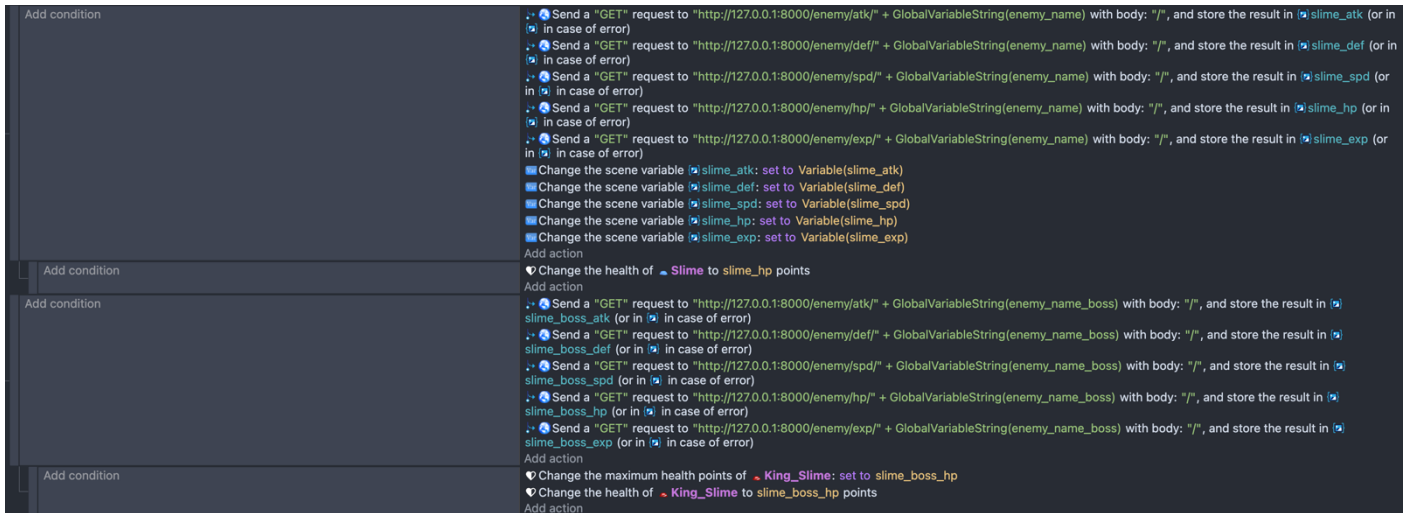 Add condition
Send a "GET" request to "http://127.0.0.1:8000/enemy/atk/" + GlobalVariableString(enemy_name) with body: "/", and store the result in slime_atk (or in
in case of error)
Send a "GET" request to "http://127.0.0.1:8000/enemy/def/" + GlobalVariableString(enemy_name) with body: "/", and store the result in slime_def (or in
in case of error)
Send a "GET" request to "http://127.0.0.1:8000/enemy/spd/" + GlobalVariableString(enemy_name) with body: "/", and store the result in slime_spd (or
in in case of error)
Send a "GET" request to "http://127.0.0.1:8000/enemy/hp/" + GlobalVariableString(enemy_name) with body: "/", and store the result in slime_hp (or in
in case of error)
Send a "GET" request to "http://127.0.0.1:8000/enemy/exp/" + GlobalVariableString(enemy_name) with body: "/", and store the result in slime_exp (or
in in case of error)
Change the scene variable slime_atk: set to Variable(slime_atk)
Change the scene variable slime_def: set to Variable(slime_def)
Change the scene variable slime_spd: set to Variable(slime_spd)
Change the scene variable slime_hp: set to Variable(slime_hp)
Change the scene variable slime_exp: set to Variable(slime_exp)
Add action
Add condition
Change the health of Slime to slime_hp points
Add action
Add condition
Send a "GET" request to "http://127.0.0.1:8000/enemy/atk/" + GlobalVariableString(enemy_name_boss) with body: "/", and store the result in
slime_boss_atk (or in in case of error)
Send a "GET" request to "http://127.0.0.1:8000/enemy/def/" + GlobalVariableString(enemy_name_boss) with body: "/", and store the result in
slime_boss_def (or in in case of error)
Send a "GET" request to "http://127.0.0.1:8000/enemy/spd/" + GlobalVariableString(enemy_name_boss) with body: "/", and store the result in
slime_boss_spd (or in in case of error)
Send a "GET" request to "http://127.0.0.1:8000/enemy/hp/" + GlobalVariableString(enemy_name_boss) with body: "/", and store the result in
slime_boss_hp (or in in case of error)
Send a "GET" request to "http://127.0.0.1:8000/enemy/exp/" + GlobalVariableString(enemy_name_boss) with body: "/", and store the result in
slime_boss_exp (or in in case of error)
Add action
Add condition
Change the maximum health points of King_Slime: set to slime_boss_hp
Change the health of King_Slime to slime_boss_hp points
Add action